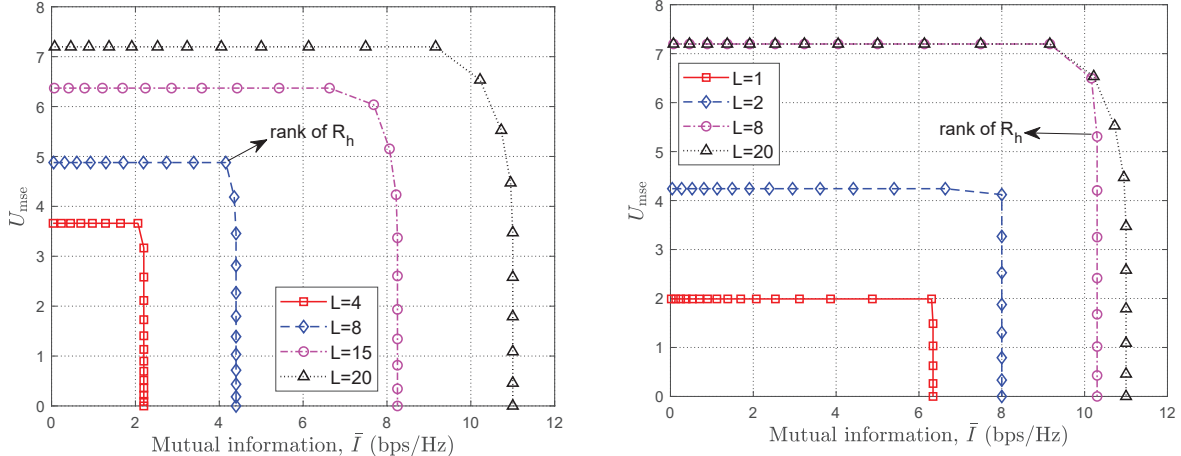 8
7
6
5
4
3
2
1
0
U_mse
rank of R_h
L=4
L=8
L=15
L=20
0 2 4 6 8 10 12
Mutual information, Ī (bps/Hz)
8
7
6
5
4
3
2
1
0
U_mse
L=1
L=2
L=8
L=20
rank of R_h
0 2 4 6 8 10 12
Mutual information, Ī (bps/Hz)